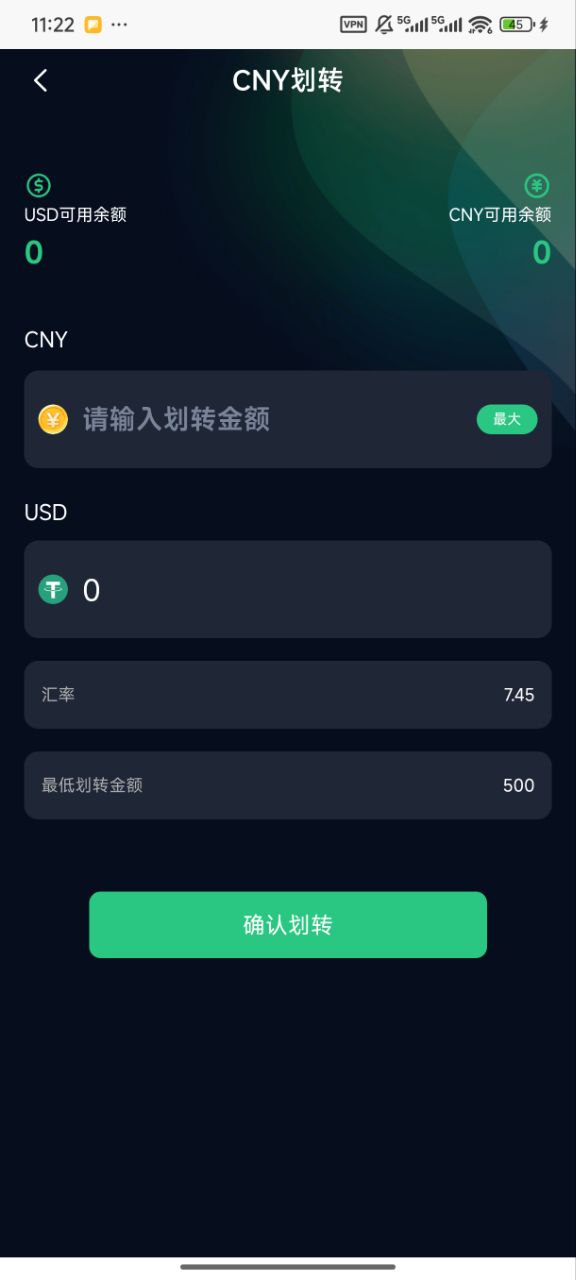 11:22 ... VPN 5G 5G 6 45
CNY划转
$ ¥
USD可用余额 CNY可用余额
0 0
CNY
¥ 请输入划转金额 最大
USD
0
汇率 7.45
最低划转金额 500
确认划转